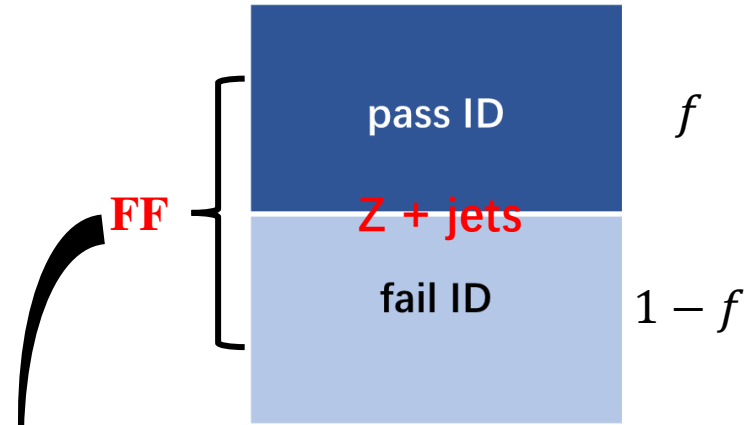 pass ID
f
FF
Z + jets
fail ID
1 − f